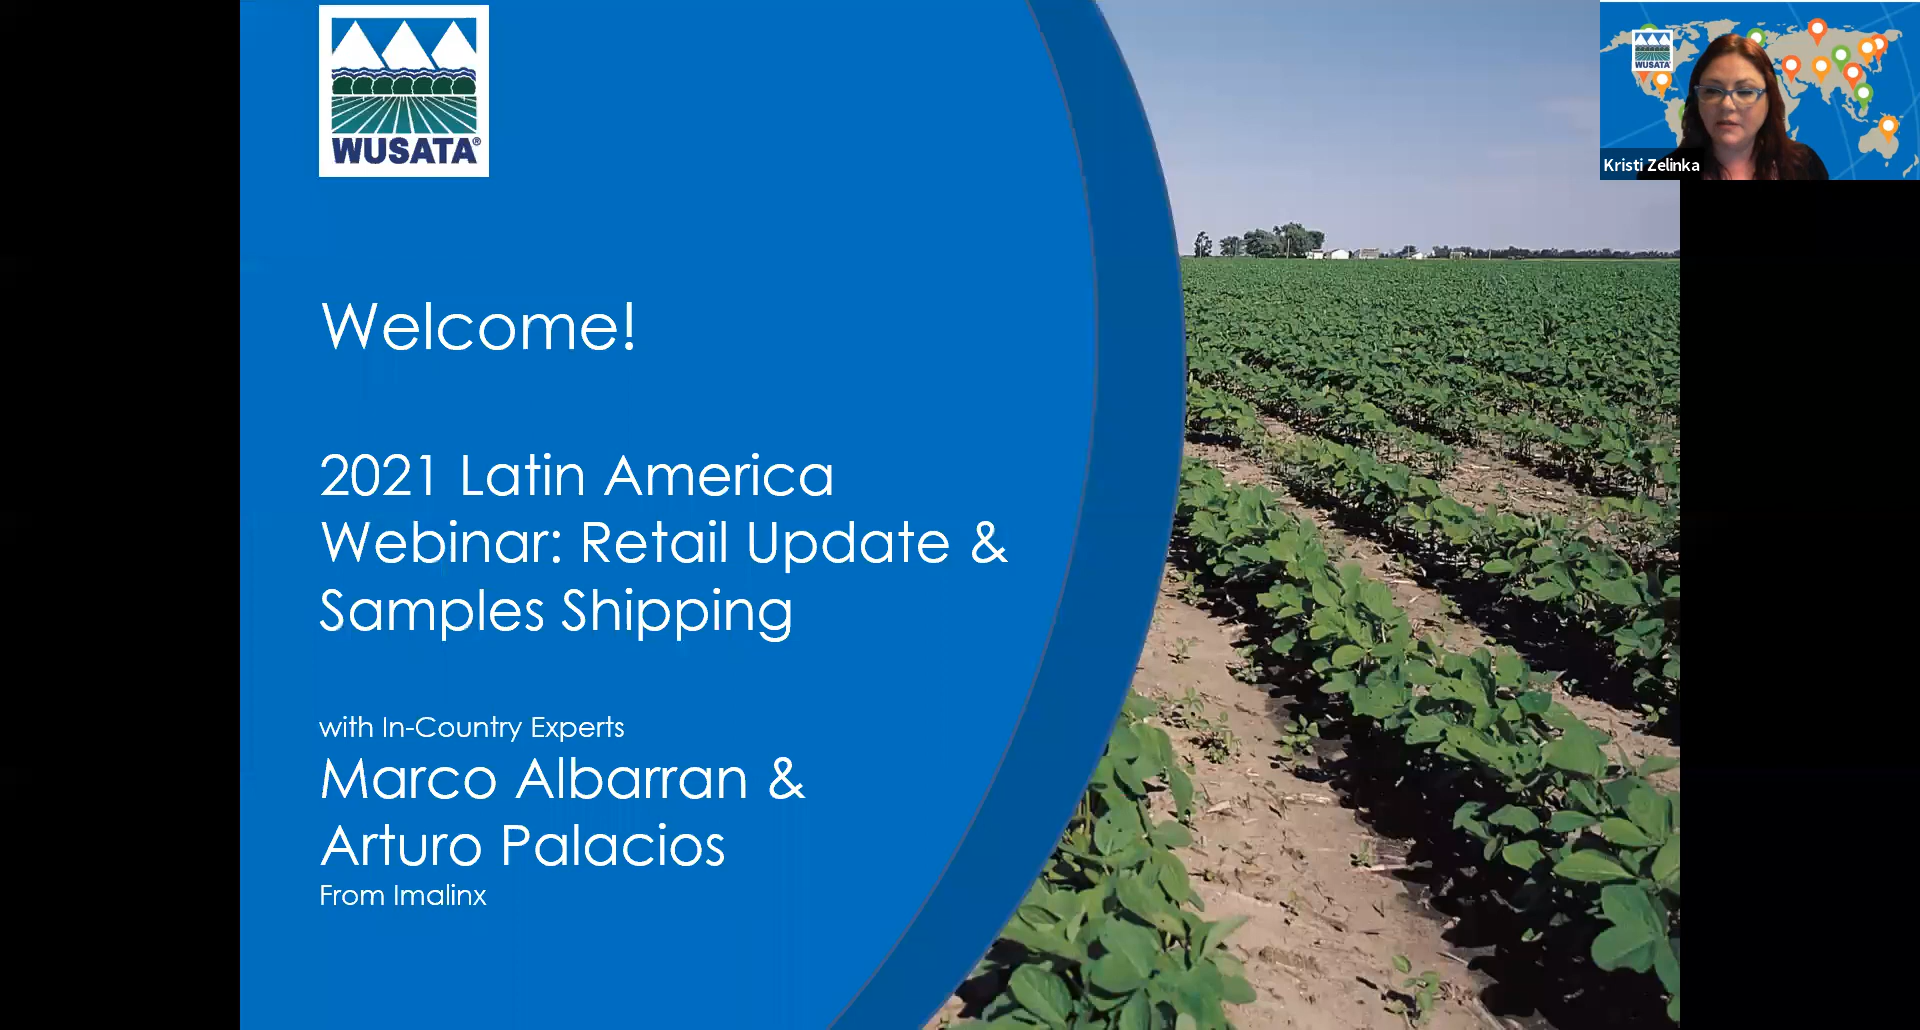 WUSATA®
Welcome!
2021 Latin America
Webinar: Retail Update &
Samples Shipping
with In-Country Experts
Marco Albarran &
Arturo Palacios
From Imalinx
WUSATA
Kristi Zelinka